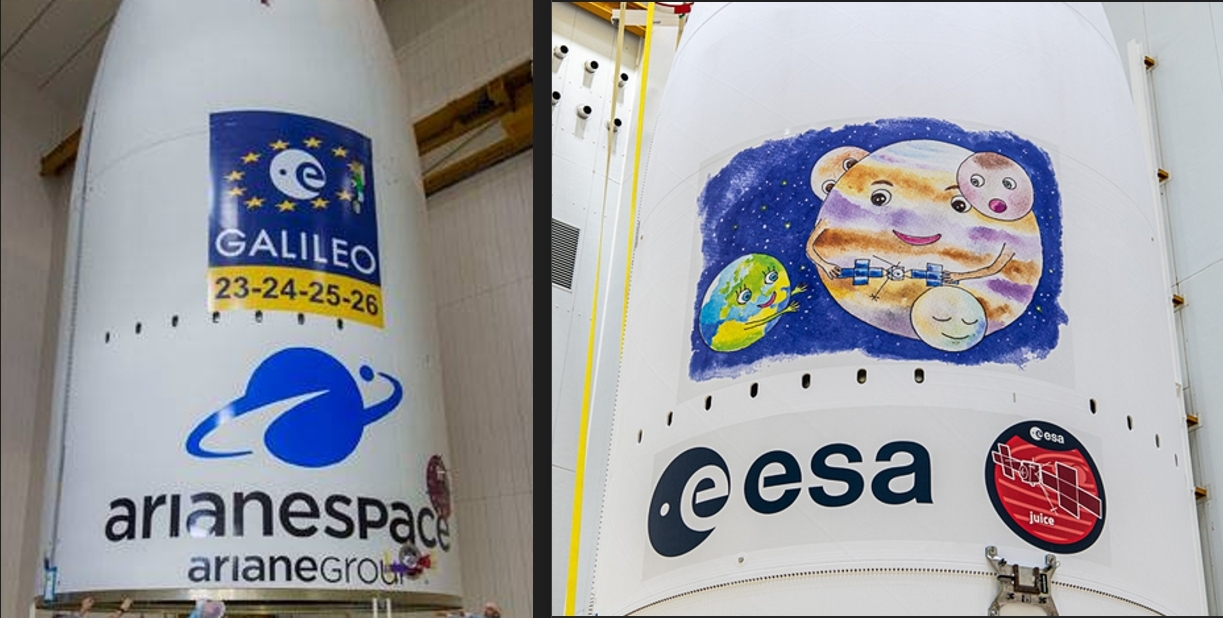 GALILEO
23-24-25-26
arianespace
arianeGROUP
esa
esa
juice